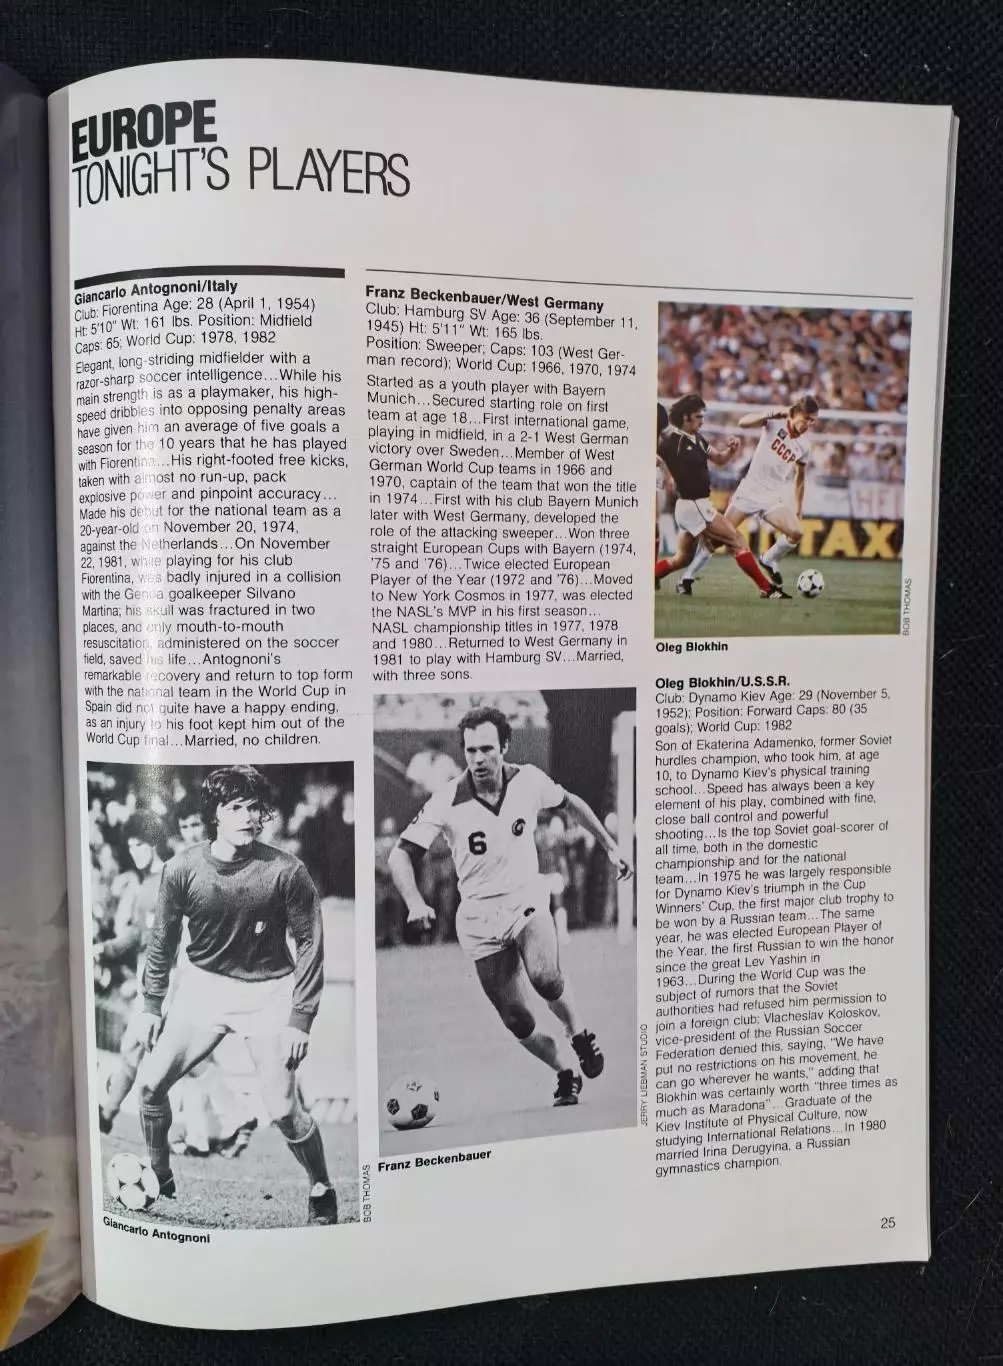 EUROPE
TONIGHT'S PLAYERS
Giancarlo Antognoni/Italy
Club: Fiorentina Age: 28 (April 1, 1954)
Ht: 5'10" Wt: 161 lbs. Position: Midfield
Caps: 65; World Cup: 1978, 1982
Elegant, long-striding midfielder with a
razor-sharp soccer intelligence...While his
main strength is as a playmaker, his high-
speed dribbles into opposing penalty areas
have given him an average of five goals a
season for the 10 years that he has played
with Fiorentina...His right-footed free kicks,
taken with almost no run-up, pack
explosive power and pinpoint accuracy...
Made his debut for the national team as a
20-year-old on November 20, 1974,
against the Netherlands...On November
22, 1981, while playing for his club
Fiorentina, was badly injured in a collision
with the Genoa goalkeeper Silvano
Martina; his skull was fractured in two
places, and only mouth-to-mouth
resuscitation, administered on the soccer
field, saved his life...Antognoni's
remarkable recovery and return to top form
with the national team in the World Cup in
Spain did not quite have a happy ending,
as an injury to his foot kept him out of the
World Cup final...Married, no children.
BOB THOMAS
Giancarlo Antognoni
Franz Beckenbauer/West Germany
Club: Hamburg SV Age: 36 (September 11,
1945) Ht: 5'11" Wt: 165 lbs.
Position: Sweeper; Caps: 103 (West Ger-
man record); World Cup: 1966, 1970, 1974
Started as a youth player with Bayern
Munich...Secured starting role on first
team at age 18...First international game,
playing in midfield, in a 2-1 West German
victory over Sweden...Member of West
German World Cup teams in 1966 and
1970, captain of the team that won the title
in 1974...First with his club Bayern Munich
later with West Germany, developed the
role of the attacking sweeper...Won three
straight European Cups with Bayern (1974,
'75 and '76)...Twice elected European
Player of the Year (1972 and '76)...Moved
to New York Cosmos in 1977, was elected
the NASL's MVP in his first season...
NASL championship titles in 1977, 1978
and 1980...Returned to West Germany in
1981 to play with Hamburg SV...Married,
with three sons.
6
JERRY LIEBMAN STUDIO
Franz Beckenbauer
CCCP
TAX
BOB THOMAS
Oleg Blokhin
Oleg Blokhin/U.S.S.R.
Club: Dynamo Kiev Age: 29 (November 5,
1952); Position: Forward Caps: 80 (35
goals); World Cup: 1982
Son of Ekaterina Adamenko, former Soviet
hurdles champion, who took him, at age
10, to Dynamo Kiev's physical training
school...Speed has always been a key
element of his play, combined with fine,
close ball control and powerful
shooting...Is the top Soviet goal-scorer of
all time, both in the domestic
championship and for the national
team...In 1975 he was largely responsible
for Dynamo Kiev's triumph in the Cup
Winners' Cup, the first major club trophy to
be won by a Russian team...The same
year, he was elected European Player of
the Year, the first Russian to win the honor
since the great Lev Yashin in
1963...During the World Cup was the
subject of rumors that the Soviet
authorities had refused him permission to
join a foreign club; Vlacheslav Koloskov,
vice-president of the Russian Soccer
Federation denied this, saying, "We have
put no restrictions on his movement, he
can go wherever he wants," adding that
Blokhin was certainly worth "three times as
much as Maradona"...Graduate of the
Kiev Institute of Physical Culture, now
studying International Relations...In 1980
married Irina Derugyina, a Russian
gymnastics champion.
25